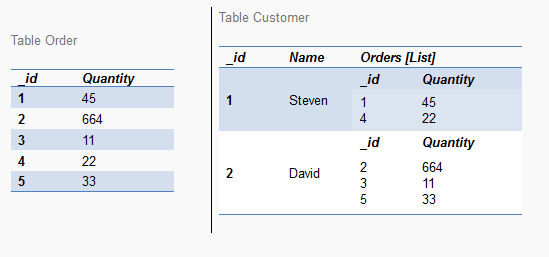 Table Order
_id Quantity
1 45
2 664
3 11
4 22
5 33
Table Customer
_id Name Orders [List]
_id Quantity
1 Steven 1 45
4 22
_id Quantity
2 David 2 664
3 11
5 33